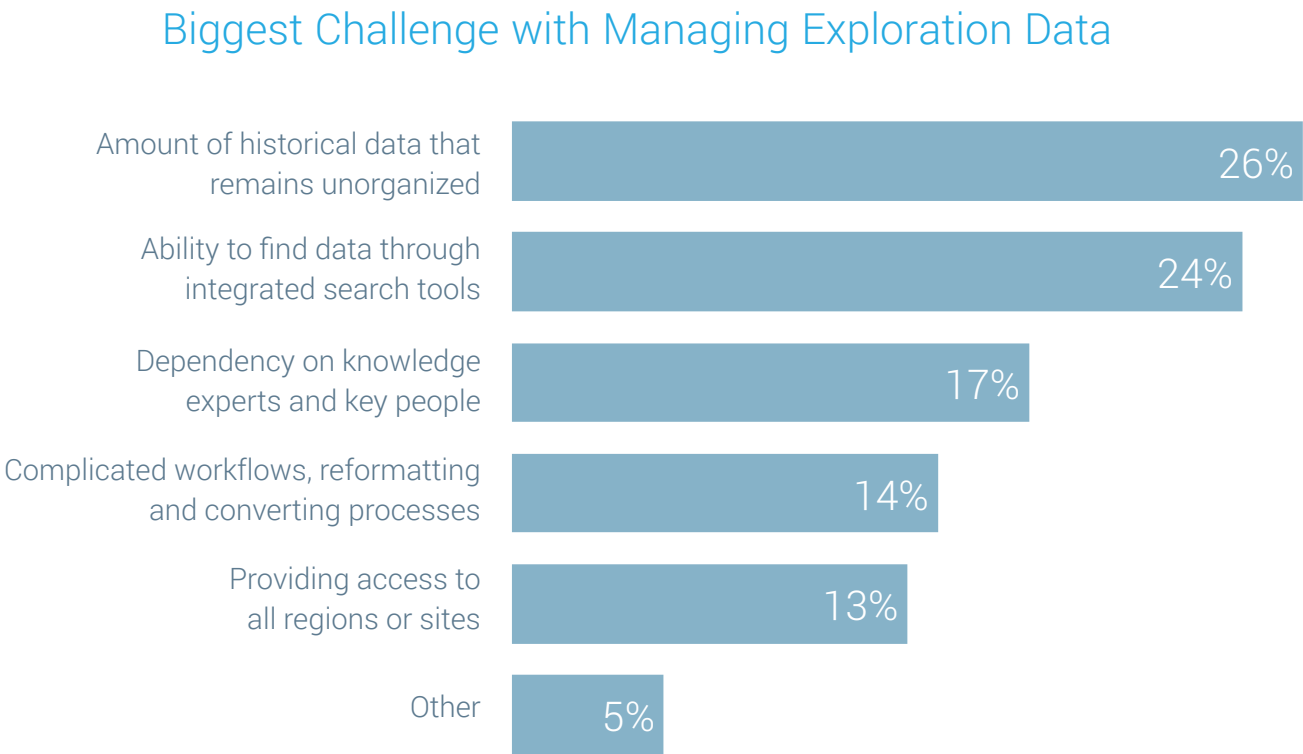 Biggest Challenge with Managing Exploration Data
Amount of historical data that
remains unorganized
26%
Ability to find data through
integrated search tools
24%
Dependency on knowledge
experts and key people
17%
Complicated workflows, reformatting
and converting processes
14%
Providing access to
all regions or sites
13%
Other
5%